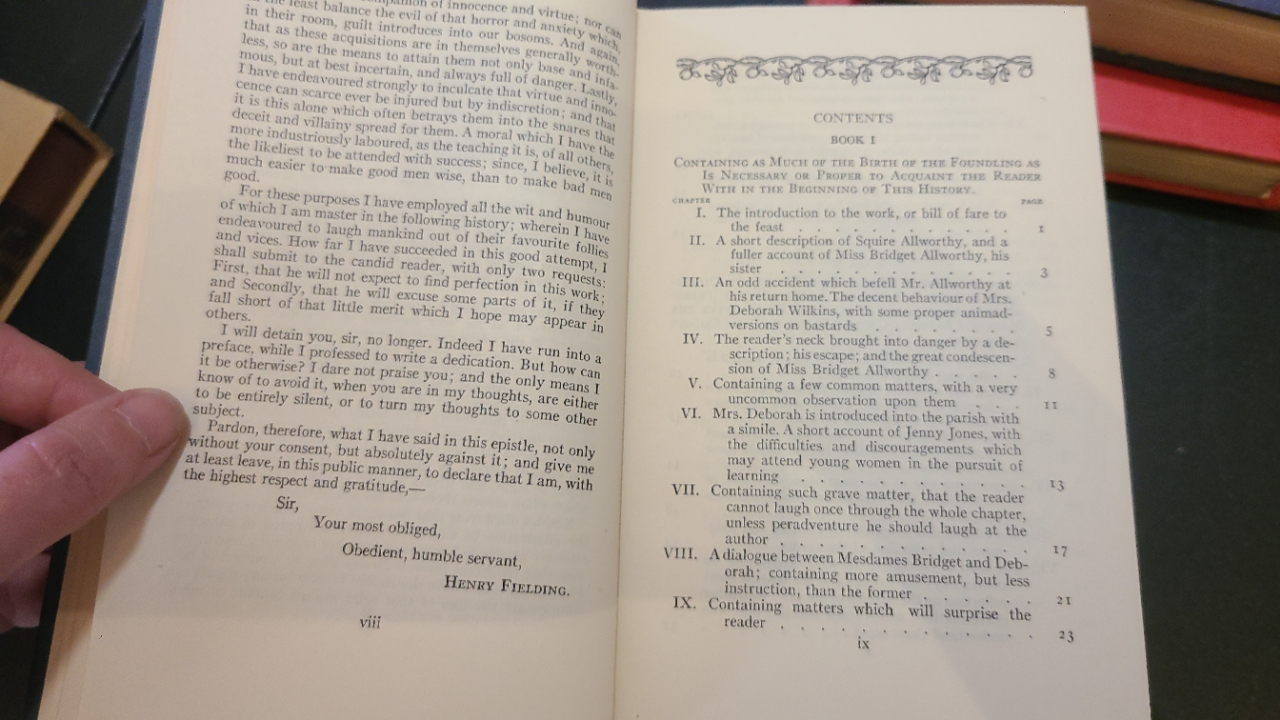 companion of innocence and virtue; nor can
in the least balance the evil of that horror and anxiety which,
in their room, guilt introduces into our bosoms. And again,
that as these acquisitions are in themselves generally worth-
less, so are the means to attain them not only base and infa-
mous, but at best incertain, and always full of danger. Lastly,
I have endeavoured strongly to inculcate that virtue and inno-
cence can scarce ever be injured but by indiscretion; and that
it is this alone which often betrays them into the snares that
deceit and villainy spread for them. A moral which I have the
more industriously laboured, as the teaching it is, of all others,
the likeliest to be attended with success; since, I believe, it is
much easier to make good men wise, than to make bad men
good.
For these purposes I have employed all the wit and humour
of which I am master in the following history; wherein I have
endeavoured to laugh mankind out of their favourite follies
and vices. How far I have succeeded in this good attempt, I
shall submit to the candid reader, with only two requests:
First, that he will not expect to find perfection in this work;
and Secondly, that he will excuse some parts of it, if they
fall short of that little merit which I hope may appear in
others.
I will detain you, sir, no longer. Indeed I have run into a
preface, while I professed to write a dedication. But how can
it be otherwise? I dare not praise you; and the only means I
know of to avoid it, when you are in my thoughts, are either
to be entirely silent, or to turn my thoughts to some other
subject.
Pardon, therefore, what I have said in this epistle, not only
without your consent, but absolutely against it; and give me
at least leave, in this public manner, to declare that I am, with
the highest respect and gratitude,—
Sir,
Your most obliged,
Obedient, humble servant,
HENRY FIELDING.
viii
CONTENTS
BOOK I
CONTAINING AS MUCH OF THE BIRTH OF THE FOUNDLING AS
IS NECESSARY OR PROPER TO ACQUAINT THE READER
WITH IN THE BEGINNING OF THIS HISTORY.
CHAPTER PAGE
I. The introduction to the work, or bill of fare to
the feast . . . . . . . . . . . . 1
II. A short description of Squire Allworthy, and a
fuller account of Miss Bridget Allworthy, his
sister . . . . . . . . . . . . . 3
III. An odd accident which befell Mr. Allworthy at
his return home. The decent behaviour of Mrs.
Deborah Wilkins, with some proper animad-
versions on bastards . . . . . . . . 5
IV. The reader's neck brought into danger by a de-
scription; his escape; and the great condescen-
sion of Miss Bridget Allworthy . . . . . 8
V. Containing a few common matters, with a very
uncommon observation upon them . . . 11
VI. Mrs. Deborah is introduced into the parish with
a simile. A short account of Jenny Jones, with
the difficulties and discouragements which
may attend young women in the pursuit of
learning . . . . . . . . . . . . 13
VII. Containing such grave matter, that the reader
cannot laugh once through the whole chapter,
unless peradventure he should laugh at the
author . . . . . . . . . . . . . 17
VIII. A dialogue between Mesdames Bridget and Deb-
orah; containing more amusement, but less
instruction, than the former . . . . . . 21
IX. Containing matters which will surprise the
reader . . . . . . . . . . . . . 23
ix